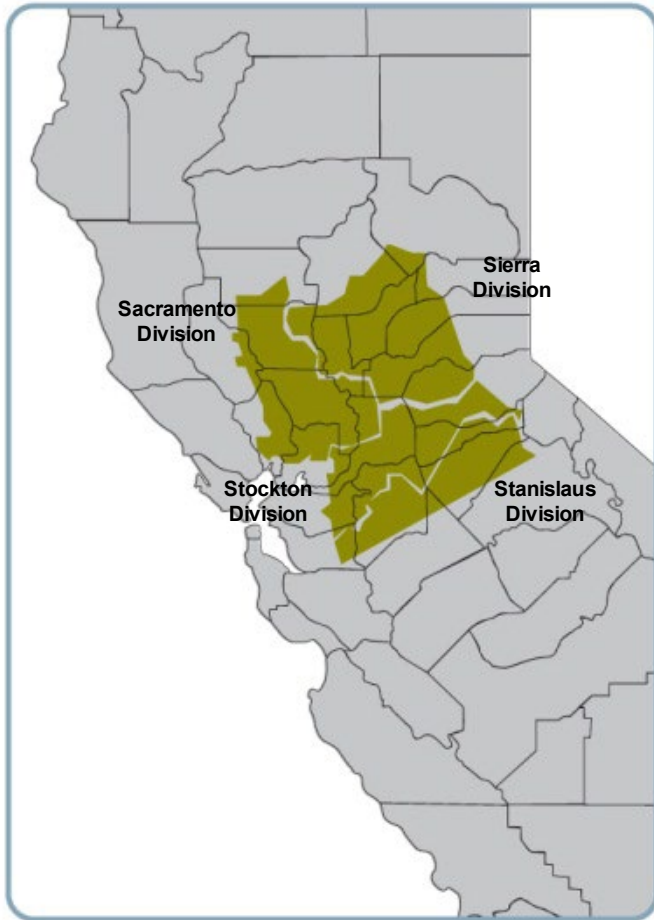 Sierra
Division
Sacramento
Division
Stockton
Division
Stanislaus
Division